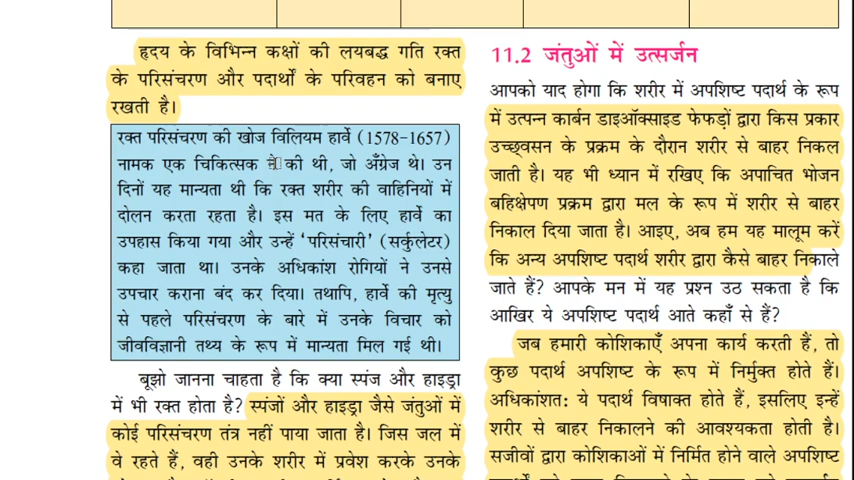 हृदय के विभिन्न कक्षों की लयबद्ध गति रक्त
के परिसंचरण और पदार्थों के परिवहन को बनाए
रखती है।
रक्त परिसंचरण की खोज विलियम हार्वे (1578-1657)
नामक एक चिकित्सक ने की थी, जो अँग्रेज थे। उन
दिनों यह मान्यता थी कि रक्त शरीर की वाहिनियों में
दोलन करता रहता है। इस मत के लिए हार्वे का
उपहास किया गया और उन्हें ‘परिसंचारी’ (सर्कुलेटर)
कहा जाता था। उनके अधिकांश रोगियों ने उनसे
उपचार कराना बंद कर दिया। तथापि, हार्वे की मृत्यु
से पहले परिसंचरण के बारे में उनके विचार को
जीवविज्ञानी तथ्य के रूप में मान्यता मिल गई थी।
बूझो जानना चाहता है कि क्या स्पंज और हाइड्रा
में भी रक्त होता है? स्पंजों और हाइड्रा जैसे जंतुओं में
कोई परिसंचरण तंत्र नहीं पाया जाता है। जिस जल में
वे रहते हैं, वही उनके शरीर में प्रवेश करके उनके
11.2 जंतुओं में उत्सर्जन
आपको याद होगा कि शरीर में अपशिष्ट पदार्थ के रूप
में उत्पन्न कार्बन डाइऑक्साइड फेफड़ों द्वारा किस प्रकार
उच्छ्वसन के प्रक्रम के दौरान शरीर से बाहर निकल
जाती है। यह भी ध्यान में रखिए कि अपाचित भोजन
बहिक्षेपण प्रक्रम द्वारा मल के रूप में शरीर से बाहर
निकाल दिया जाता है। आइए, अब हम यह मालूम करें
कि अन्य अपशिष्ट पदार्थ शरीर द्वारा कैसे बाहर निकाले
जाते हैं? आपके मन में यह प्रश्न उठ सकता है कि
आखिर ये अपशिष्ट पदार्थ आते कहाँ से हैं?
जब हमारी कोशिकाएँ अपना कार्य करती हैं, तो
कुछ पदार्थ अपशिष्ट के रूप में निर्मुक्त होते हैं।
अधिकांशतः ये पदार्थ विषाक्त होते हैं, इसलिए इन्हें
शरीर से बाहर निकालने की आवश्यकता होती है।
सजीवों द्वारा कोशिकाओं में निर्मित होने वाले अपशिष्ट